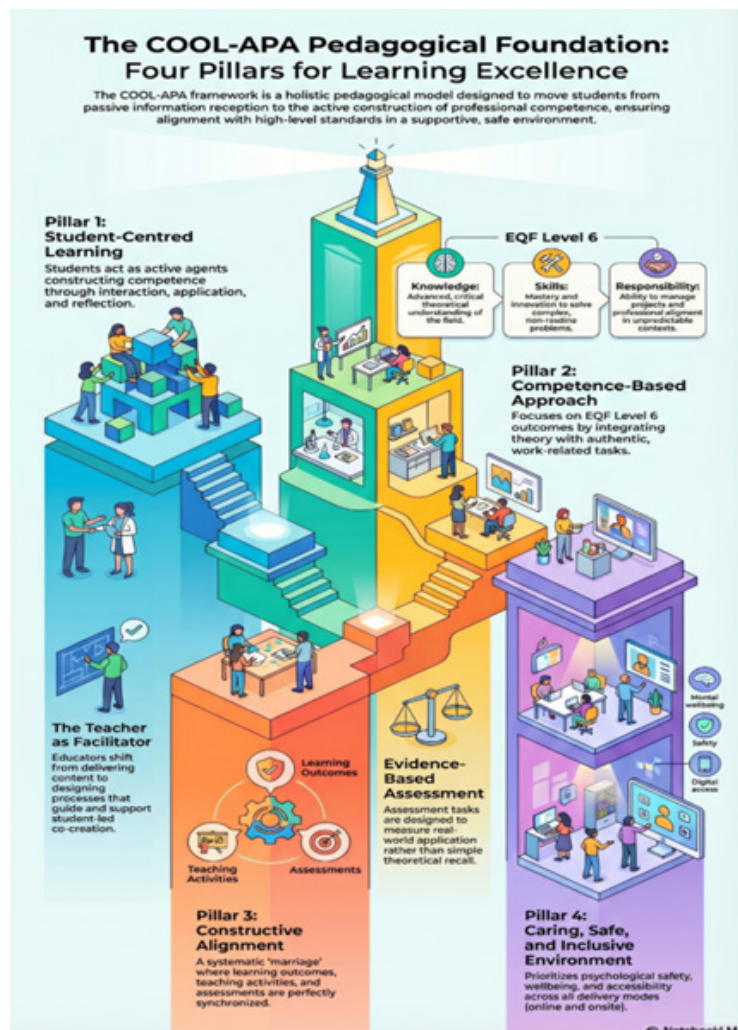 The COOL-APA Pedagogical Foundation:
Four Pillars for Learning Excellence
The COOL-APA framework is a holistic pedagogical model designed to move students from
passive information reception to the active construction of professional competence, ensuring
alignment with high-level standards in a supportive, safe environment.
Pillar 1:
Student-Centred
Learning
Students act as active agents
constructing competence
through interaction, application,
and reflection.
EQF Level 6
Knowledge:
Advanced, critical
theoretical
understanding of
the field.
Skills:
Mastery and
innovation to solve
complex,
non-routine
problems.
Responsibility:
Ability to manage
projects and
professional aligment
in unpredictable
contexts.
Pillar 2:
Competence-Based
Approach
Focuses on EQF Level 6
outcomes by integrating
theory with authentic,
work-related tasks.
The Teacher
as Facilitator
Educators shift
from delivering
content to
designing
processes that
guide and support
student-led
co-creation.
Learning
Outcomes
Teaching
Activities
Assessments
Evidence-
Based
Assessment
Assessment tasks
are designed to
measure real-
world application
rather than simple
theoretical recall.
Mental
wellbeing
Safety
Digital
access
Pillar 3:
Constructive
Alignment
A systematic 'marriage'
where learning outcomes,
teaching activities, and
assessments are perfectly
synchronized.
Pillar 4:
Caring, Safe,
and Inclusive
Environment
Prioritizes psychological safety,
wellbeing, and accessibility
across all delivery modes
(online and onsite).